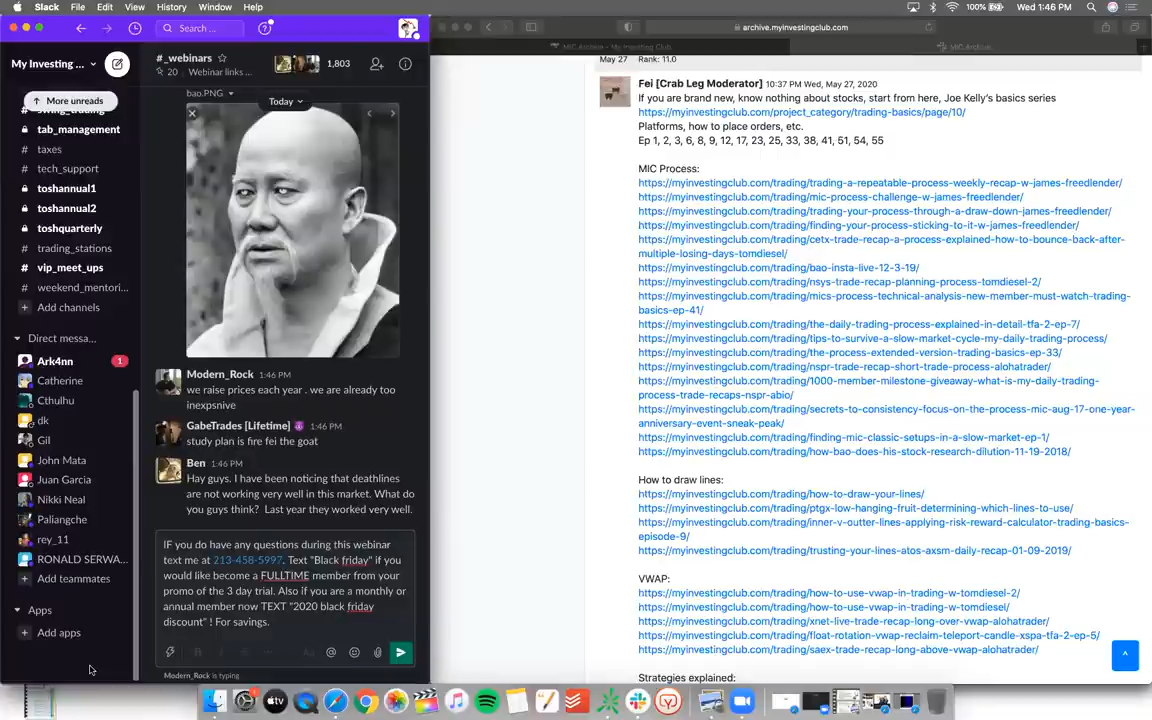 Slack File Edit View History Window Help
100% Wed 1:46 PM
Search ...
archive.myinvestingclub.com
My Investing ...
#_webinars
20 Webinar links ...
1,803
MIC Archive - My Investing Club
MIC Archive
May 27 Rank: 11.0
More unreads
bao.PNG
Today
swing_trading
tab_management
taxes
tech_support
toshannual1
toshannual2
toshquarterly
trading_stations
vip_meet_ups
weekend_mentori...
Add channels
Direct messa...
Ark4nn 1
Catherine
Cthulhu
dk
Gil
John Mata
Juan Garcia
Nikki Neal
Paliangche
rey_11
RONALD SERWA...
Add teammates
Apps
Add apps
Modern_Rock 1:46 PM
we raise prices each year . we are already too
inexpsnive
GabeTrades [Lifetime] 1:46 PM
study plan is fire fei the goat
Ben 1:46 PM
Hay guys. I have been noticing that deathlines
are not working very well in this market. What do
you guys think? Last year they worked very well.
IF you do have any questions during this webinar
text me at 213-458-5997. Text "Black friday" if you
would like become a FULLTIME member from your
promo of the 3 day trial. Also if you are a monthly or
annual member now TEXT "2020 black friday
discount" ! For savings.
Modern_Rock is typing
Fei [Crab Leg Moderator] 10:37 PM Wed, May 27, 2020
If you are brand new, know nothing about stocks, start from here, Joe Kelly's basics series
https://myinvestingclub.com/project_category/trading-basics/page/10/
Platforms, how to place orders, etc.
Ep 1, 2, 3, 6, 8, 9, 12, 17, 23, 25, 33, 38, 41, 51, 54, 55
MIC Process:
https://myinvestingclub.com/trading/trading-a-repeatable-process-weekly-recap-w-james-freedlender/
https://myinvestingclub.com/trading/mic-process-challenge-w-james-freedlender/
https://myinvestingclub.com/trading/trading-your-process-through-a-draw-down-james-freedlender/
https://myinvestingclub.com/trading/finding-your-process-sticking-to-it-w-james-freedlender/
https://myinvestingclub.com/trading/cetx-trade-recap-a-process-explained-how-to-bounce-back-after-
multiple-losing-days-tomdiesel/
https://myinvestingclub.com/trading/bao-insta-live-12-3-19/
https://myinvestingclub.com/trading/nsys-trade-recap-planning-process-tomdiesel-2/
https://myinvestingclub.com/trading/mics-process-technical-analysis-new-member-must-watch-trading-
basics-ep-41/
https://myinvestingclub.com/trading/the-daily-trading-process-explained-in-detail-tfa-2-ep-7/
https://myinvestingclub.com/trading/tips-to-survive-a-slow-market-cycle-my-daily-trading-process/
https://myinvestingclub.com/trading/the-process-extended-version-trading-basics-ep-33/
https://myinvestingclub.com/trading/nspr-trade-recap-short-trade-process-alohatrader/
https://myinvestingclub.com/trading/1000-member-milestone-giveaway-what-is-my-daily-trading-
process-trade-recaps-nspr-abio/
https://myinvestingclub.com/trading/secrets-to-consistency-focus-on-the-process-mic-aug-17-one-year-
anniversary-event-sneak-peak/
https://myinvestingclub.com/trading/finding-mic-classic-setups-in-a-slow-market-ep-1/
https://myinvestingclub.com/trading/how-bao-does-his-stock-research-dilution-11-19-2018/
How to draw lines:
https://myinvestingclub.com/trading/how-to-draw-your-lines/
https://myinvestingclub.com/trading/ptgx-low-hanging-fruit-determining-which-lines-to-use/
https://myinvestingclub.com/trading/inner-v-outter-lines-applying-risk-reward-calculator-trading-basics-
episode-9/
https://myinvestingclub.com/trading/trusting-your-lines-atos-axsm-daily-recap-01-09-2019/
VWAP:
https://myinvestingclub.com/trading/how-to-use-vwap-in-trading-w-tomdiesel-2/
https://myinvestingclub.com/trading/how-to-use-vwap-in-trading-w-tomdiesel/
https://myinvestingclub.com/trading/xnet-live-trade-recap-long-over-vwap-alohatrader/
https://myinvestingclub.com/trading/float-rotation-vwap-reclaim-teleport-candle-xspa-tfa-2-ep-5/
https://myinvestingclub.com/trading/saex-trade-recap-long-above-vwap-alohatrader/
Strategies explained: